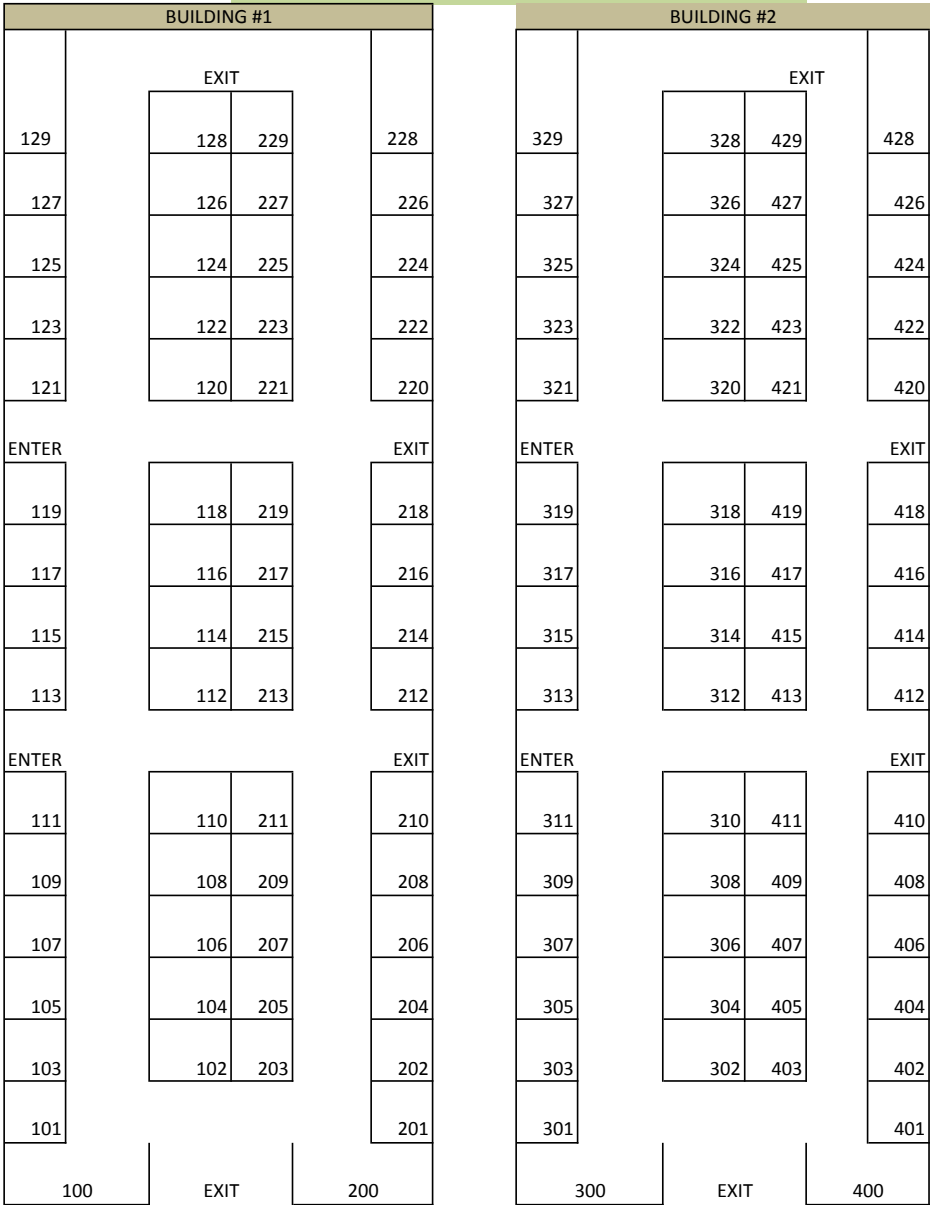 BUILDING #1 BUILDING #2
EXIT EXIT
129 128 229 228 329 328 429 428
127 126 227 226 327 326 427 426
125 124 225 224 325 324 425 424
123 122 223 222 323 322 423 422
121 120 221 220 321 320 421 420
ENTER EXIT ENTER EXIT
119 118 219 218 319 318 419 418
117 116 217 216 317 316 417 416
115 114 215 214 315 314 415 414
113 112 213 212 313 312 413 412
ENTER EXIT ENTER EXIT
111 110 211 210 311 310 411 410
109 108 209 208 309 308 409 408
107 106 207 206 307 306 407 406
105 104 205 204 305 304 405 404
103 102 203 202 303 302 403 402
101 201 301 401
100 EXIT 200 300 EXIT 400